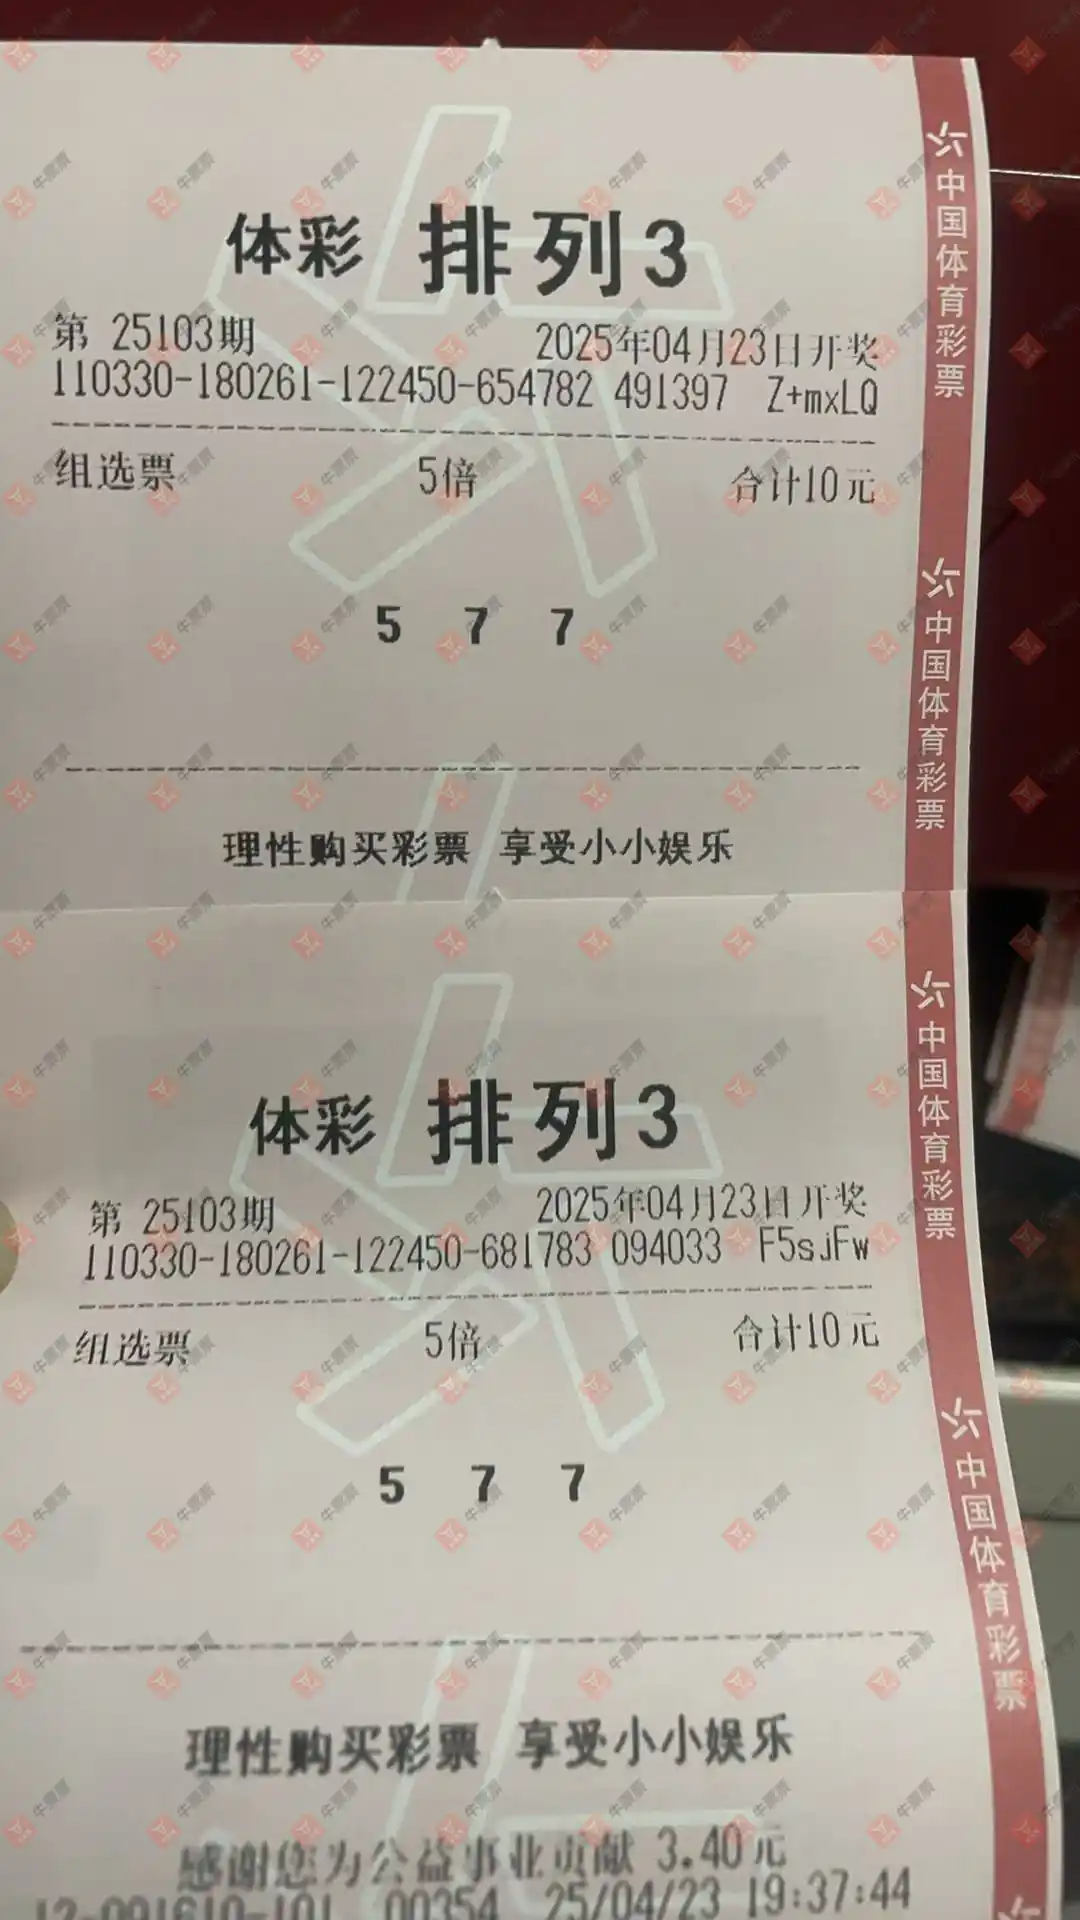 体彩 排列3
第 25103期 2025年04月23日开奖
110330-180261-122450-654782 491397 Z+mxLQ
组选票 5倍 合计10元
5 7 7
理性购买彩票 享受小小娱乐
中国体育彩票
中国体育彩票
体彩 排列3
第 25103期 2025年04月23日开奖
110330-180261-122450-681783 094033 F5sjFw
组选票 5倍 合计10元
5 7 7
理性购买彩票 享受小小娱乐
感谢您为公益事业贡献 3.40元
12-091610-101 00354 25/04/23 19:37:44
中国体育彩票
中国体育彩票
牛票票